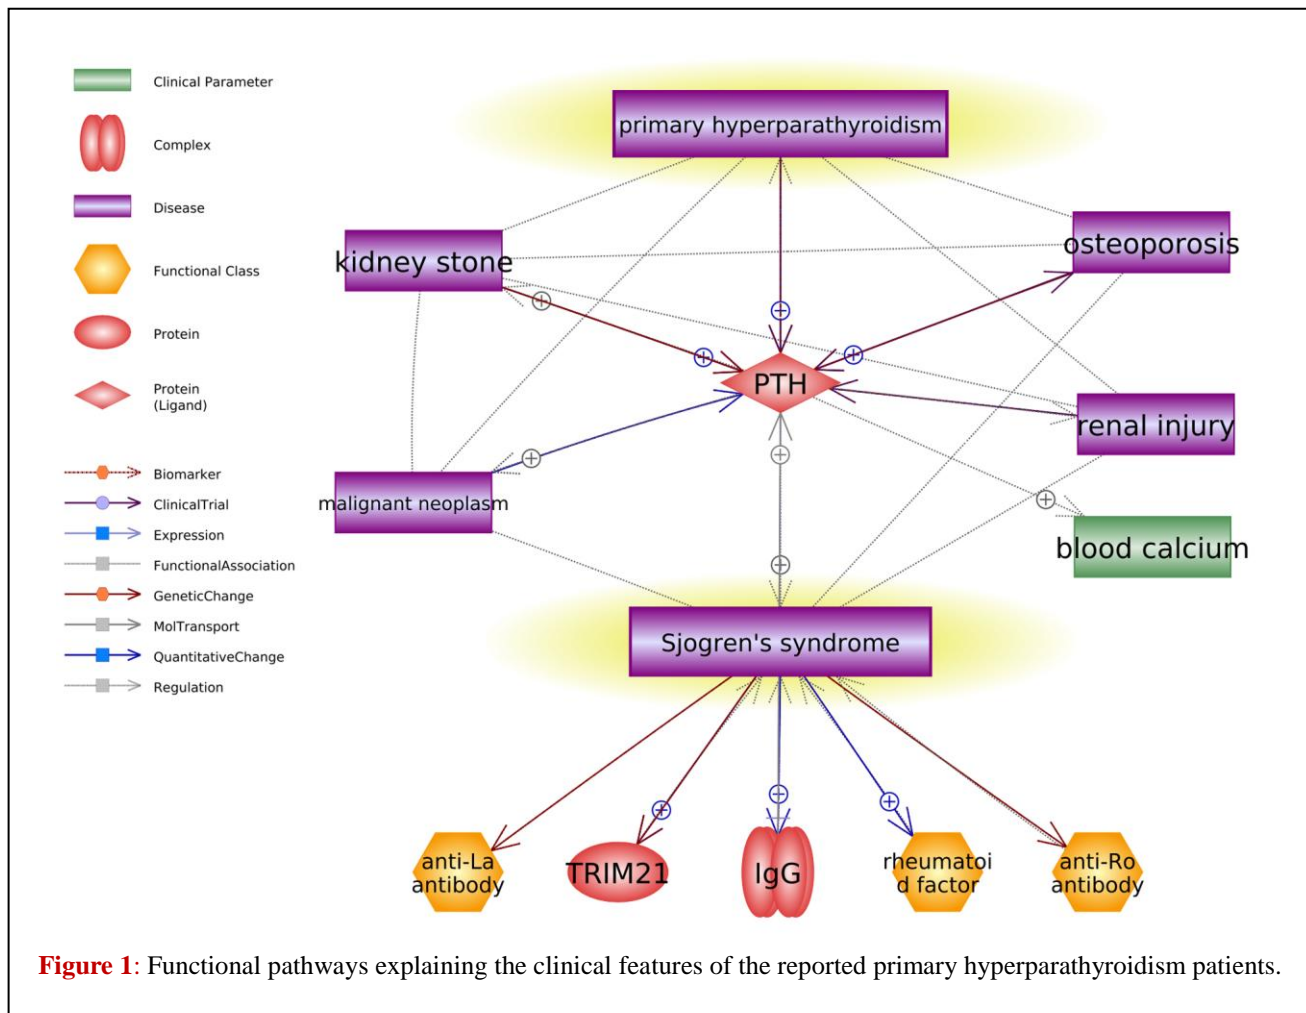 Clinical Parameter
Complex
Disease
Functional Class
Protein
Protein
(Ligand)
Biomarker
ClinicalTrial
Expression
FunctionalAssociation
GeneticChange
MolTransport
QuantitativeChange
Regulation
primary hyperparathyroidism
kidney stone
osteoporosis
PTH
renal injury
malignant neoplasm
blood calcium
Sjogren's syndrome
anti-La
antibody
TRIM21
IgG
rheumatoi
d factor
anti-Ro
antibody
Figure 1: Functional pathways explaining the clinical features of the reported primary hyperparathyroidism patients.